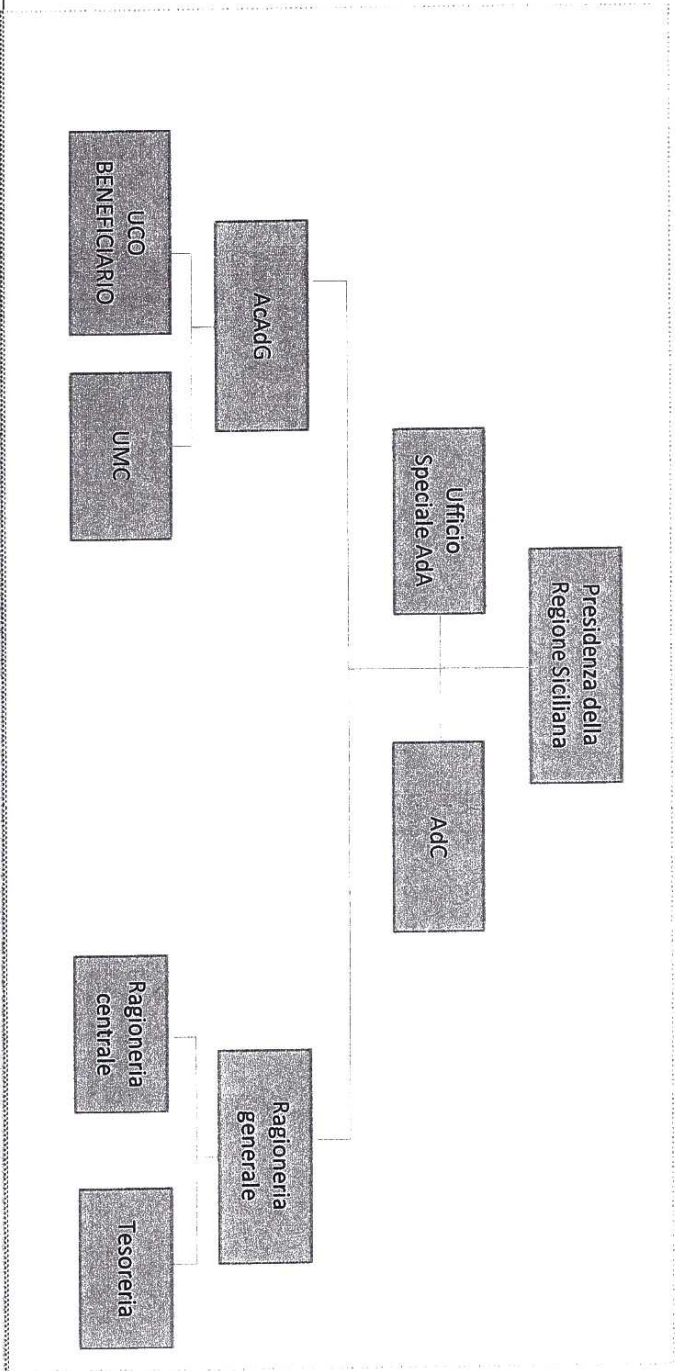 Presidenza della
Regione Siciliana
Ufficio
Speciale AdA
AdC
AcAdG
Ragioneria
generale
UCO
BENEFICIARIO
UMC
Ragioneria
centrale
Tesoreria